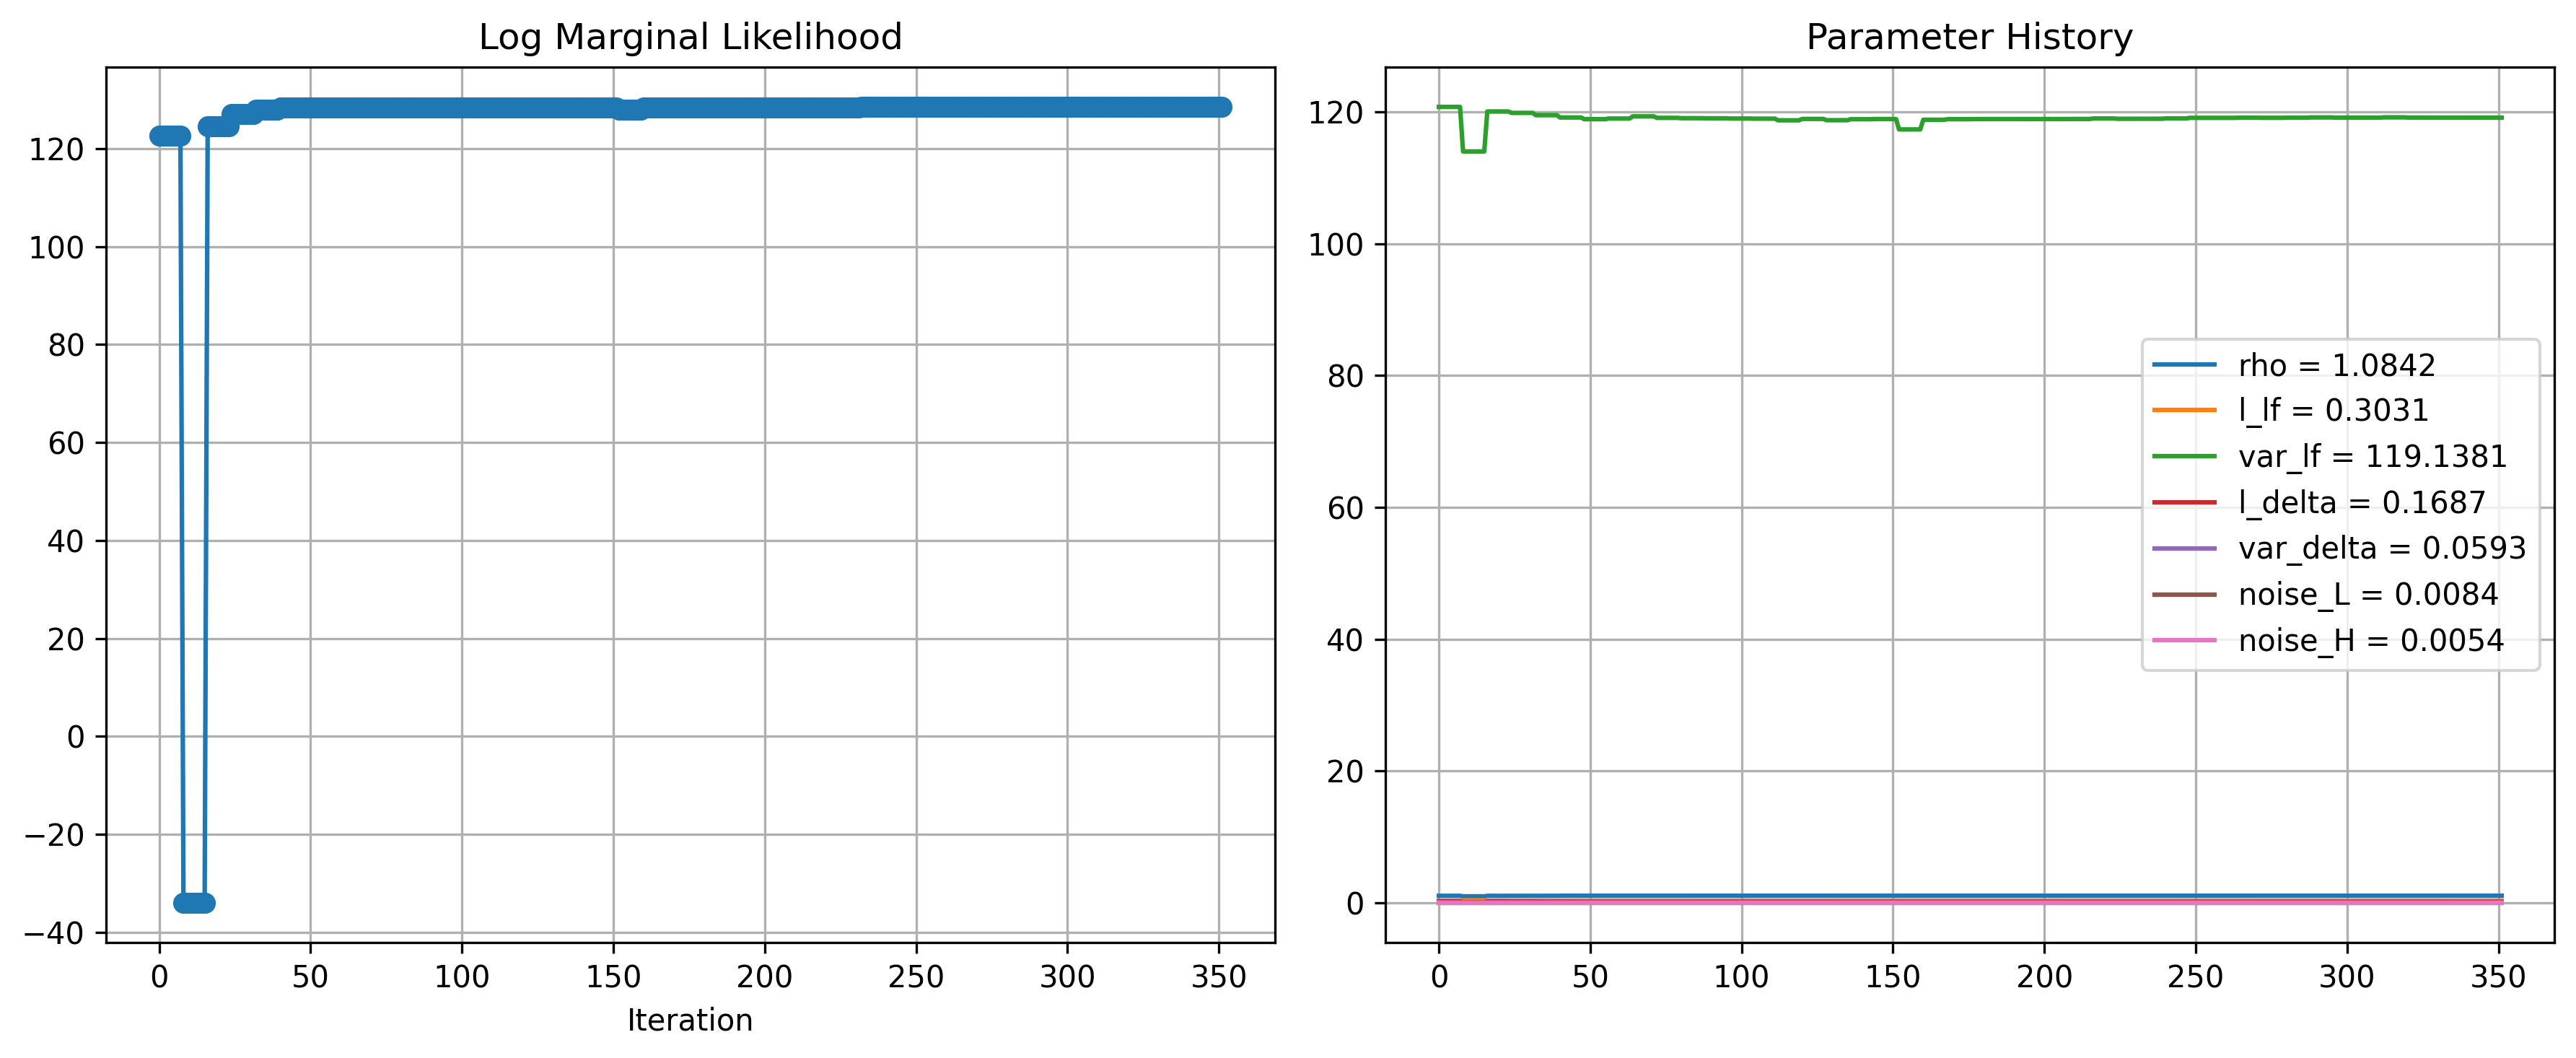 Log Marginal Likelihood
120
100
80
60
40
20
0
−20
−40
0 50 100 150 200 250 300 350
Iteration
Parameter History
120
100
80
60
40
20
0
0 50 100 150 200 250 300 350
rho = 1.0842
l_lf = 0.3031
var_lf = 119.1381
l_delta = 0.1687
var_delta = 0.0593
noise_L = 0.0084
noise_H = 0.0054